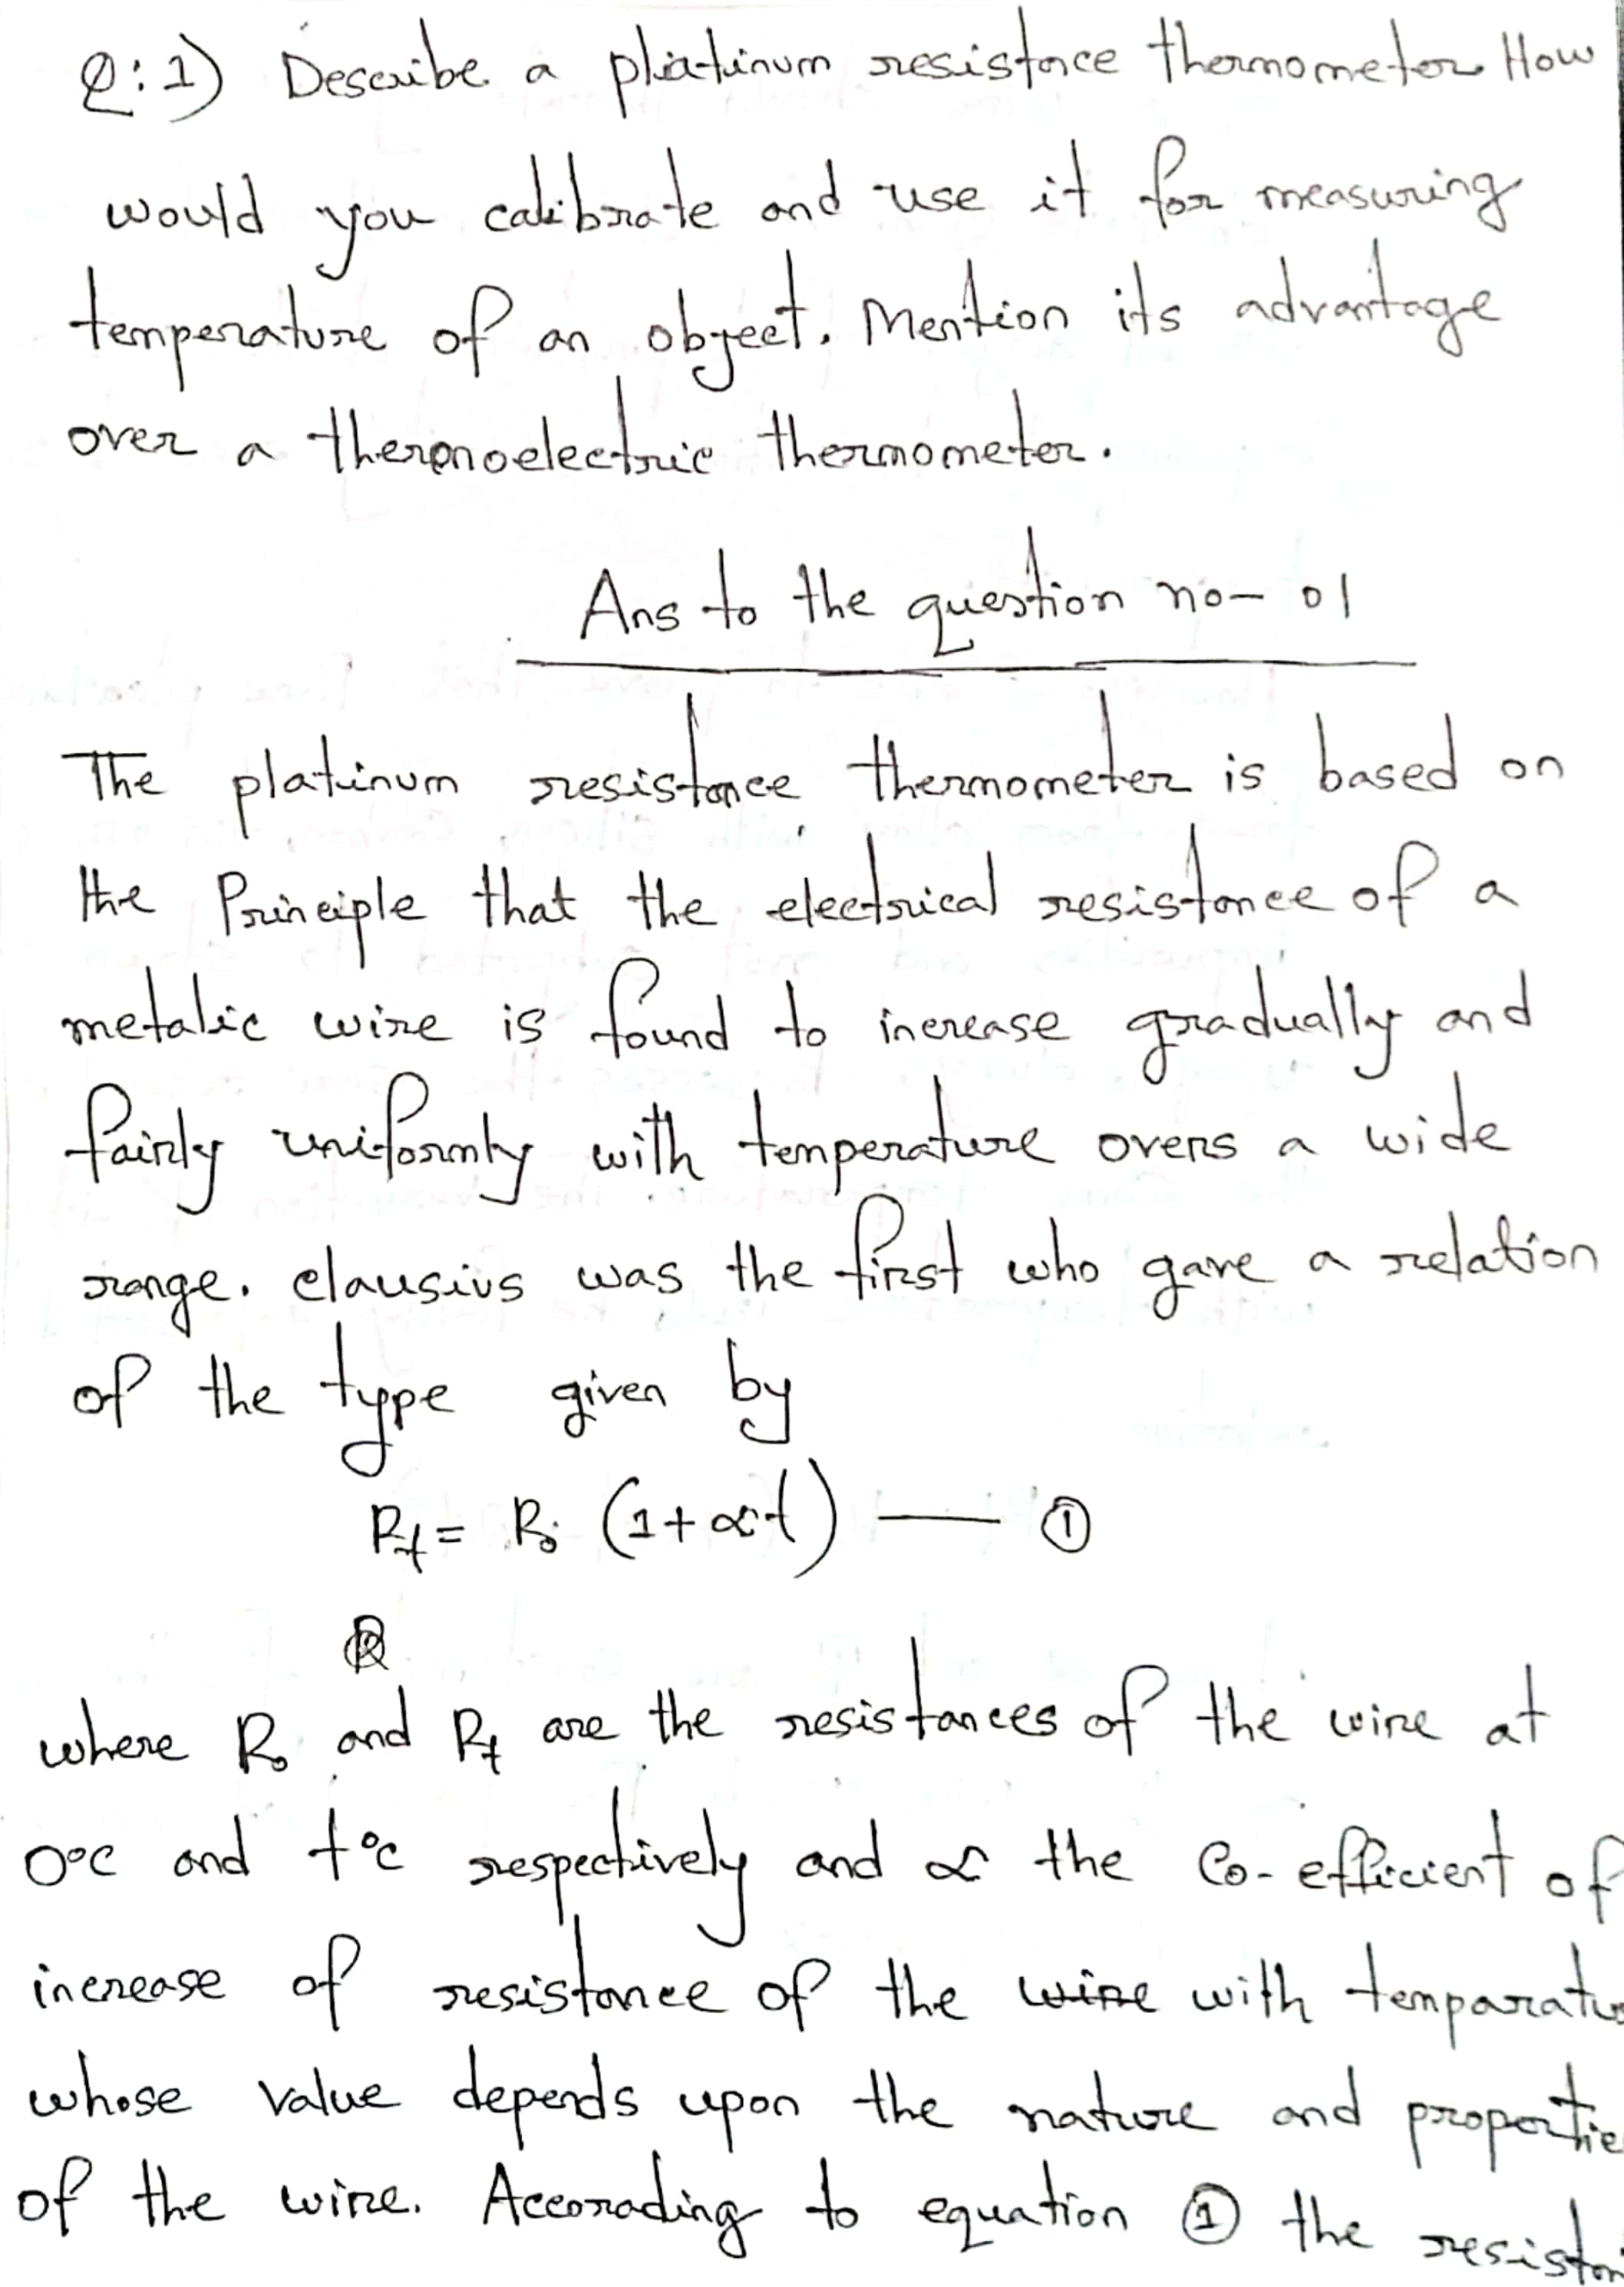 Q:1) Describe a platinum resistance thermometer How
would you calibrate and use it for measuring
temperature of an object. Mention its advantage
over a thermoelectric thermometer.
Ans to the question no- 01
The platinum resistance thermometer is based on
the Principle that the electrical resistance of a
metalic wire is found to increase gradually and
fairly uniformly with temperature overs a wide
range. clausius was the first who gave a relation
of the type given by
Rt = R₀ (1+∝t) — ①
where R₀ and Rt are the resistances of the wire at
0°c and t°c respectively and ∝ the Co-efficient of
increase of resistance of the wire with temparatu
whose value depends upon the nature and propertie
of the wire. Accorading to equation ① the resistan